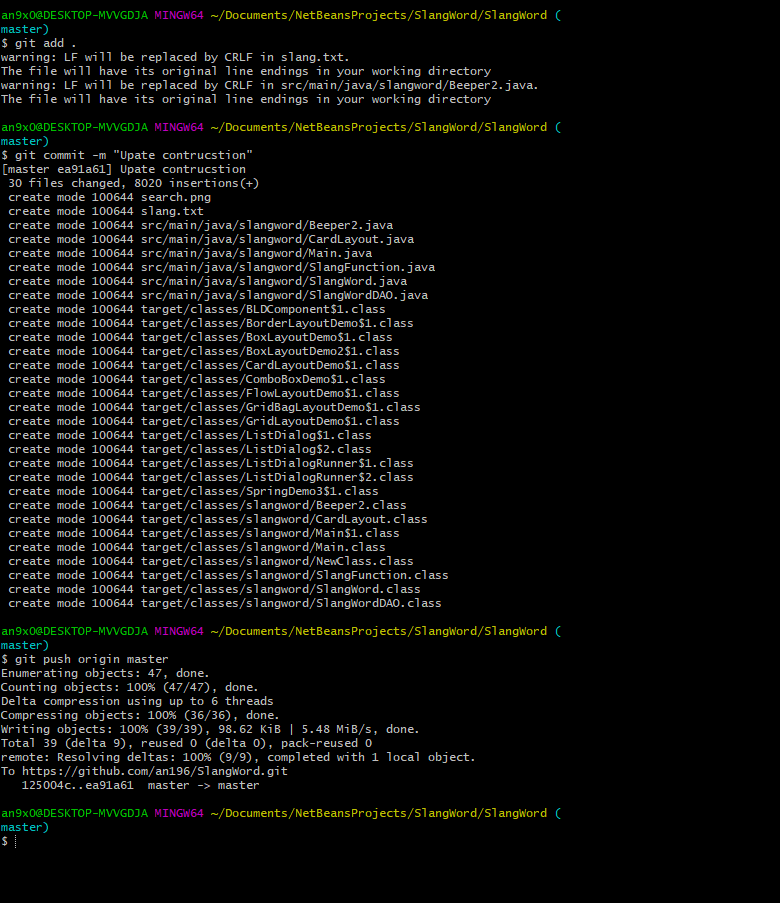 an9x0@DESKTOP-MVVGDJA MINGW64 ~/Documents/NetBeansProjects/SlangWord/SlangWord (
master)
$ git add .
warning: LF will be replaced by CRLF in slang.txt.
The file will have its original line endings in your working directory
warning: LF will be replaced by CRLF in src/main/java/slangword/Beeper2.java.
The file will have its original line endings in your working directory
an9x0@DESKTOP-MVVGDJA MINGW64 ~/Documents/NetBeansProjects/SlangWord/SlangWord (
master)
$ git commit -m "Upate contrucstion"
[master ea91a61] Upate contrucstion
 30 files changed, 8020 insertions(+)
 create mode 100644 search.png
 create mode 100644 slang.txt
 create mode 100644 src/main/java/slangword/Beeper2.java
 create mode 100644 src/main/java/slangword/CardLayout.java
 create mode 100644 src/main/java/slangword/Main.java
 create mode 100644 src/main/java/slangword/SlangFunction.java
 create mode 100644 src/main/java/slangword/SlangWord.java
 create mode 100644 src/main/java/slangword/SlangWordDAO.java
 create mode 100644 target/classes/BLDComponent$1.class
 create mode 100644 target/classes/BorderLayoutDemo$1.class
 create mode 100644 target/classes/BoxLayoutDemo$1.class
 create mode 100644 target/classes/BoxLayoutDemo2$1.class
 create mode 100644 target/classes/CardLayoutDemo$1.class
 create mode 100644 target/classes/ComboBoxDemo$1.class
 create mode 100644 target/classes/FlowLayoutDemo$1.class
 create mode 100644 target/classes/GridBagLayoutDemo$1.class
 create mode 100644 target/classes/GridLayoutDemo$1.class
 create mode 100644 target/classes/ListDialog$1.class
 create mode 100644 target/classes/ListDialog$2.class
 create mode 100644 target/classes/ListDialogRunner$1.class
 create mode 100644 target/classes/ListDialogRunner$2.class
 create mode 100644 target/classes/SpringDemo3$1.class
 create mode 100644 target/classes/slangword/Beeper2.class
 create mode 100644 target/classes/slangword/CardLayout.class
 create mode 100644 target/classes/slangword/Main$1.class
 create mode 100644 target/classes/slangword/Main.class
 create mode 100644 target/classes/slangword/NewClass.class
 create mode 100644 target/classes/slangword/SlangFunction.class
 create mode 100644 target/classes/slangword/SlangWord.class
 create mode 100644 target/classes/slangword/SlangWordDAO.class
an9x0@DESKTOP-MVVGDJA MINGW64 ~/Documents/NetBeansProjects/SlangWord/SlangWord (
master)
$ git push origin master
Enumerating objects: 47, done.
Counting objects: 100% (47/47), done.
Delta compression using up to 6 threads
Compressing objects: 100% (36/36), done.
Writing objects: 100% (39/39), 98.62 KiB | 5.48 MiB/s, done.
Total 39 (delta 9), reused 0 (delta 0), pack-reused 0
remote: Resolving deltas: 100% (9/9), completed with 1 local object.
To https://github.com/an196/SlangWord.git
   125004c..ea91a61  master -> master
an9x0@DESKTOP-MVVGDJA MINGW64 ~/Documents/NetBeansProjects/SlangWord/SlangWord (
master)
$